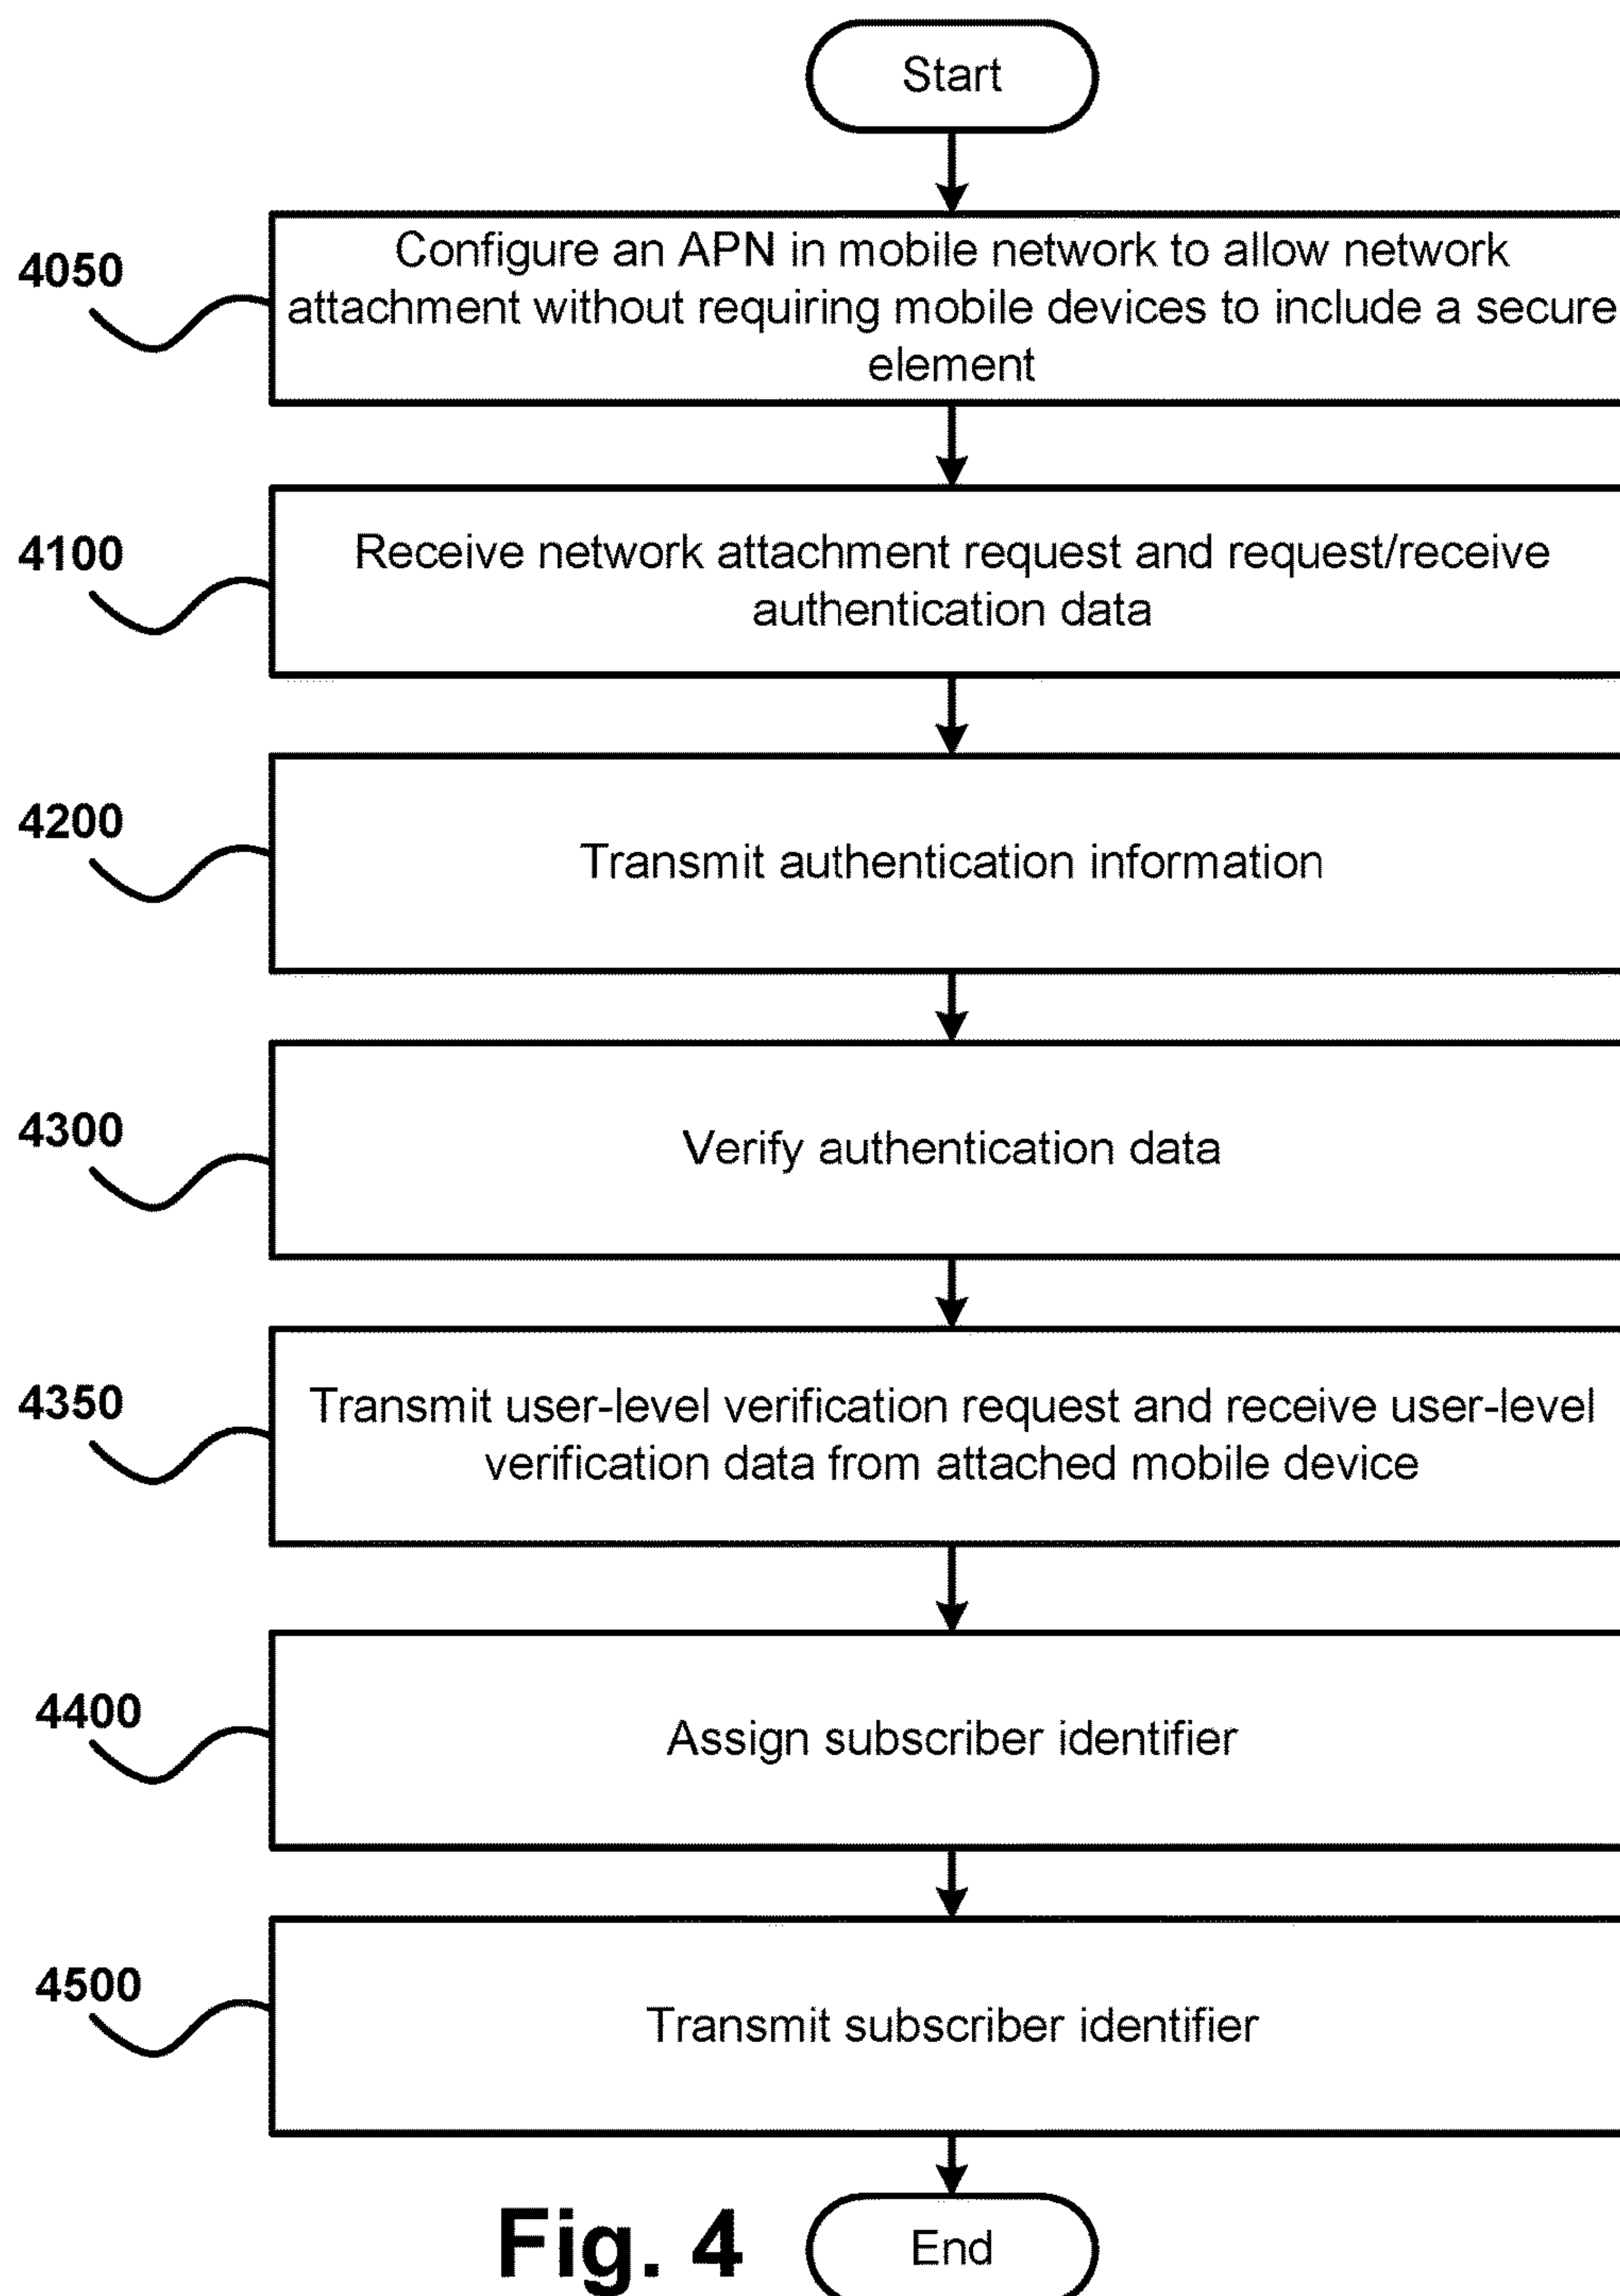 Start
4050
Configure an APN in mobile network to allow network
attachment without requiring mobile devices to include a secure
element
4100
Receive network attachment request and request/receive
authentication data
4200
Transmit authentication information
4300
Verify authentication data
4350
Transmit user-level verification request and receive user-level
verification data from attached mobile device
4400
Assign subscriber identifier
4500
Transmit subscriber identifier
Fig. 4
End